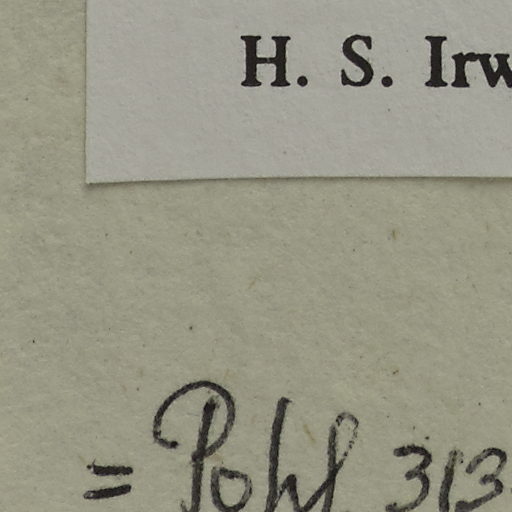 H. S. Irw
= Pohl 313